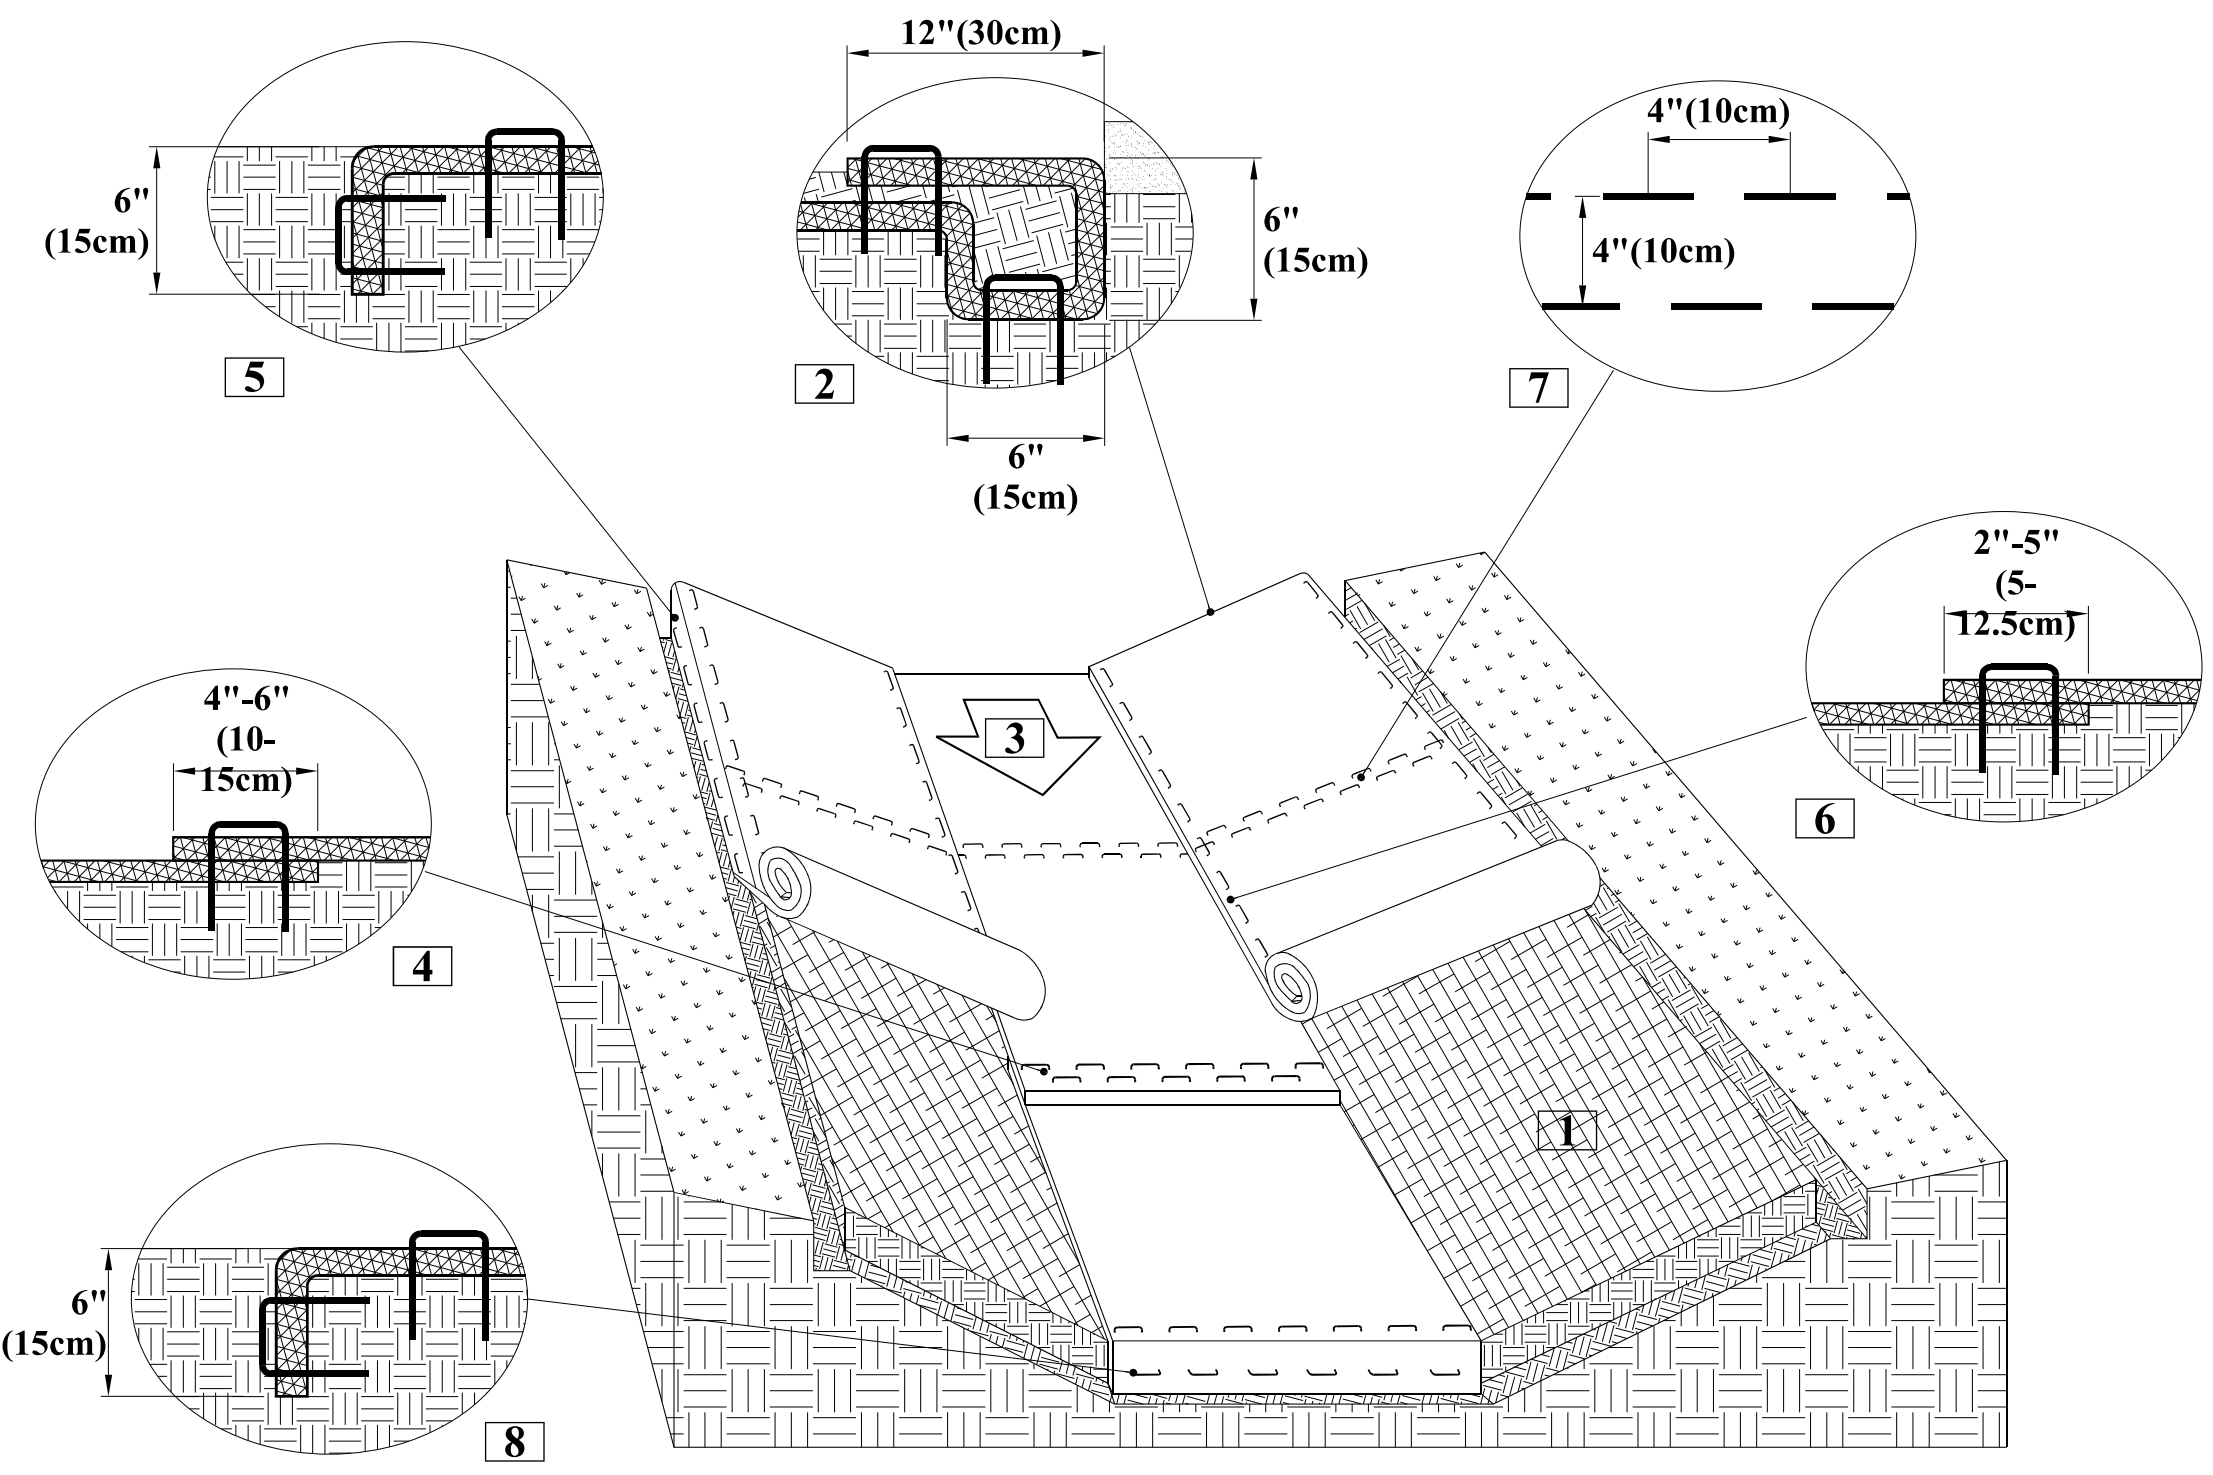 12"(30cm)
6"
(15cm)
5
6"
(15cm)
2
6"
(15cm)
4"(10cm)
4"(10cm)
7
2"-5"
(5-
12.5cm)
6
4"-6"
(10-
15cm)
4
3
1
6"
(15cm)
8